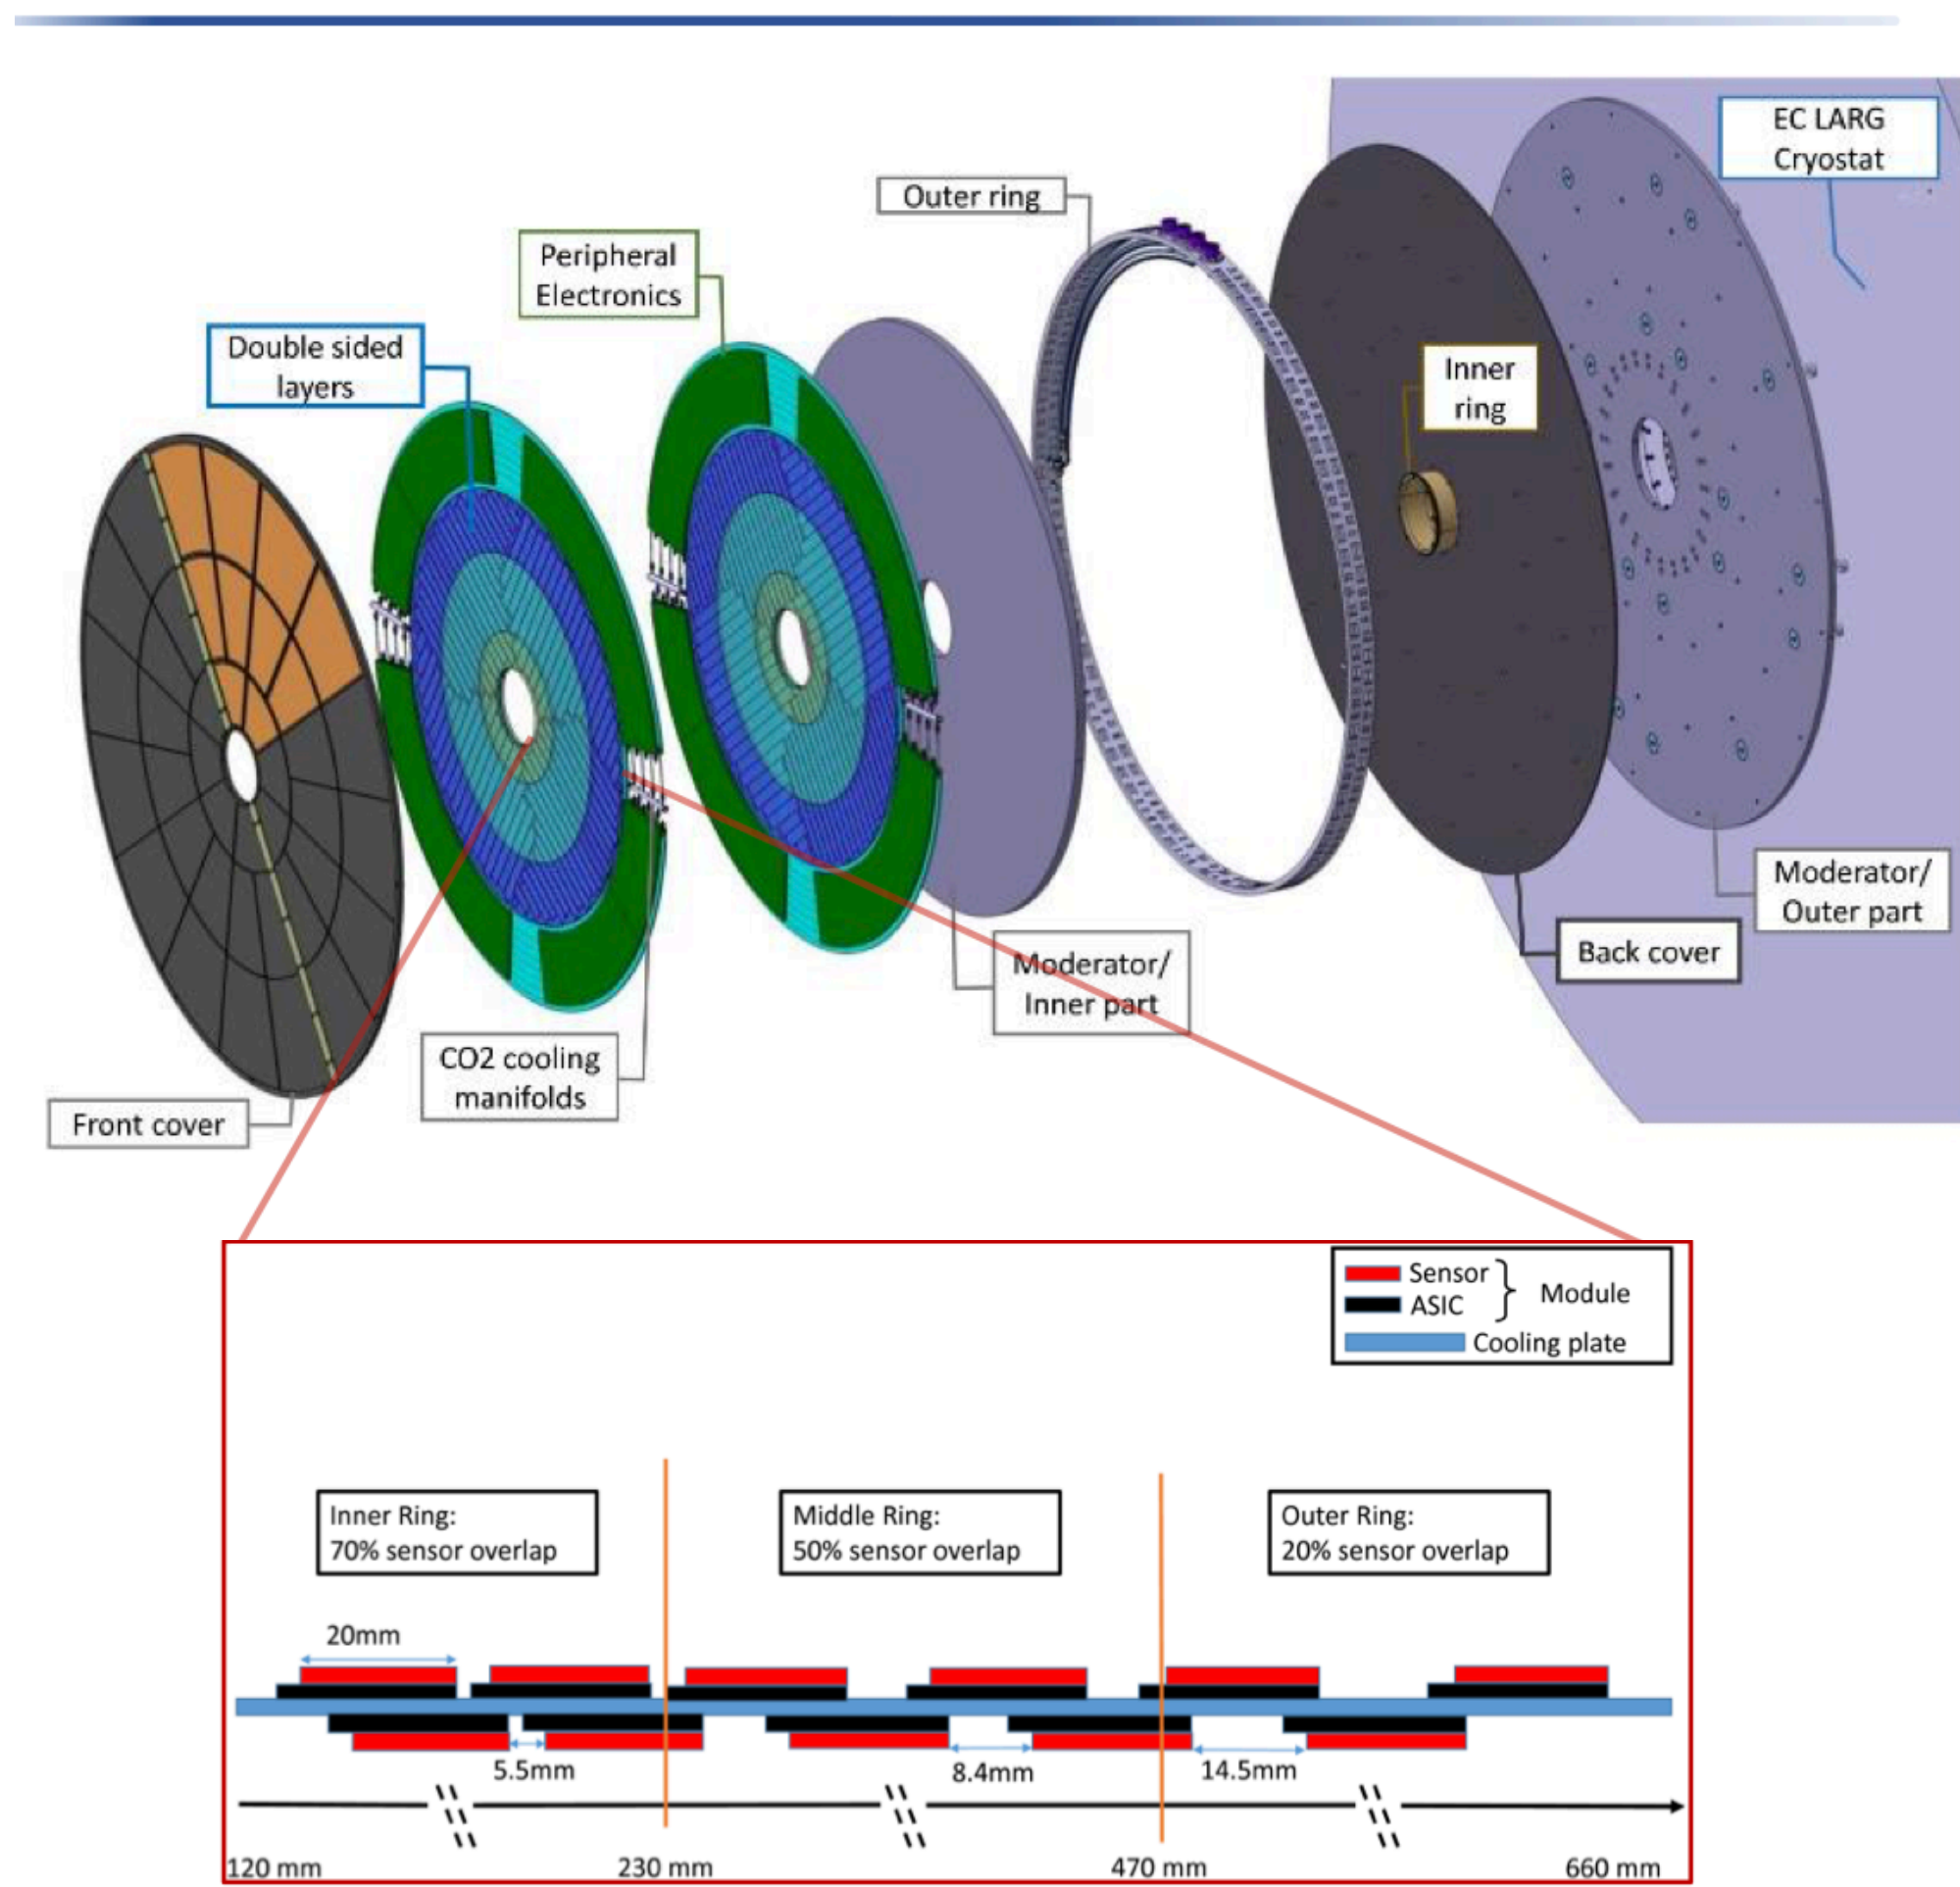 EC LARG
Cryostat
Outer ring
Peripheral
Electronics
Double sided
layers
Inner
ring
Moderator/
Outer part
Back cover
Moderator/
Inner part
CO2 cooling
manifolds
Front cover
Sensor
ASIC
Module
Cooling plate
Inner Ring:
70% sensor overlap
Middle Ring:
50% sensor overlap
Outer Ring:
20% sensor overlap
20mm
5.5mm
8.4mm
14.5mm
120 mm
230 mm
470 mm
660 mm